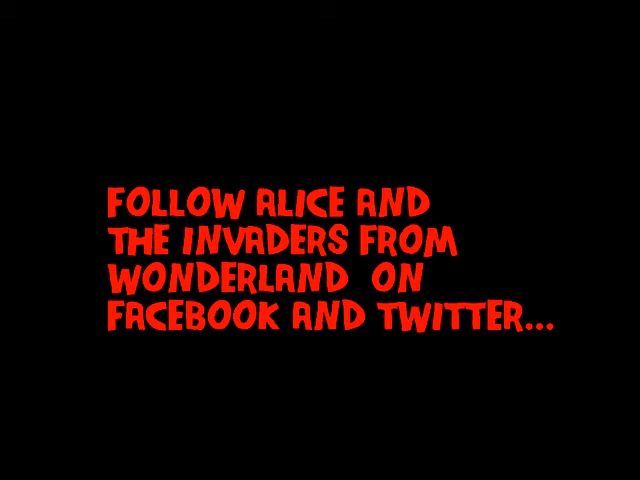 FOLLOW ALICE AND
THE INVADERS FROM
WONDERLAND ON
FACEBOOK AND TWITTER...